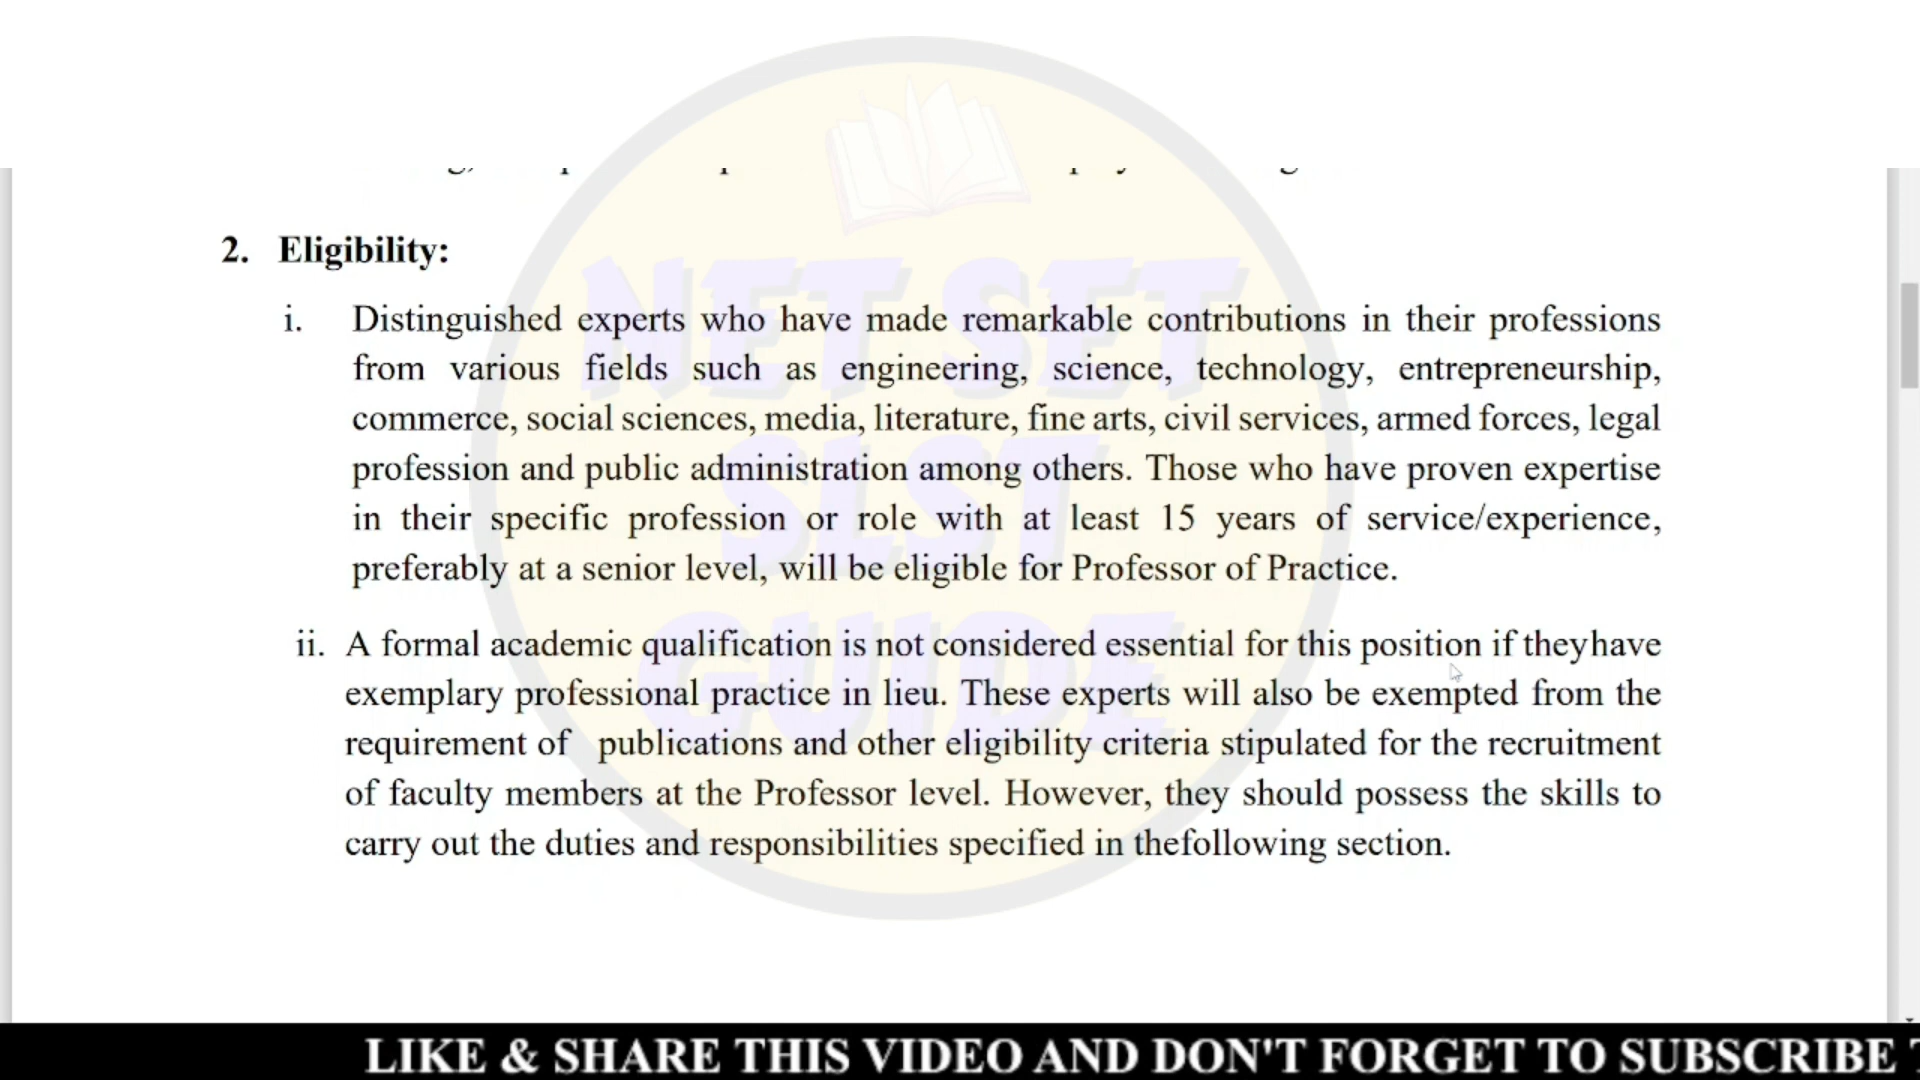 NET SET
SLST
GUIDE
2. Eligibility:
i. Distinguished experts who have made remarkable contributions in their professions
from various fields such as engineering, science, technology, entrepreneurship,
commerce, social sciences, media, literature, fine arts, civil services, armed forces, legal
profession and public administration among others. Those who have proven expertise
in their specific profession or role with at least 15 years of service/experience,
preferably at a senior level, will be eligible for Professor of Practice.
ii. A formal academic qualification is not considered essential for this position if theyhave
exemplary professional practice in lieu. These experts will also be exempted from the
requirement of publications and other eligibility criteria stipulated for the recruitment
of faculty members at the Professor level. However, they should possess the skills to
carry out the duties and responsibilities specified in thefollowing section.
LIKE & SHARE THIS VIDEO AND DON'T FORGET TO SUBSCRIBE